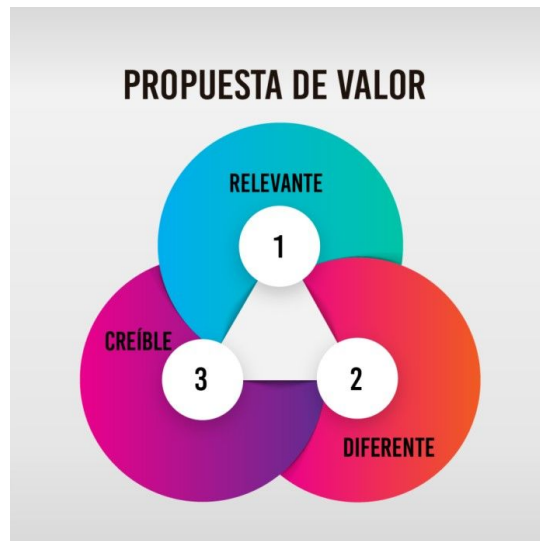 PROPUESTA DE VALOR
RELEVANTE
1
CREÍBLE
3
2
DIFERENTE